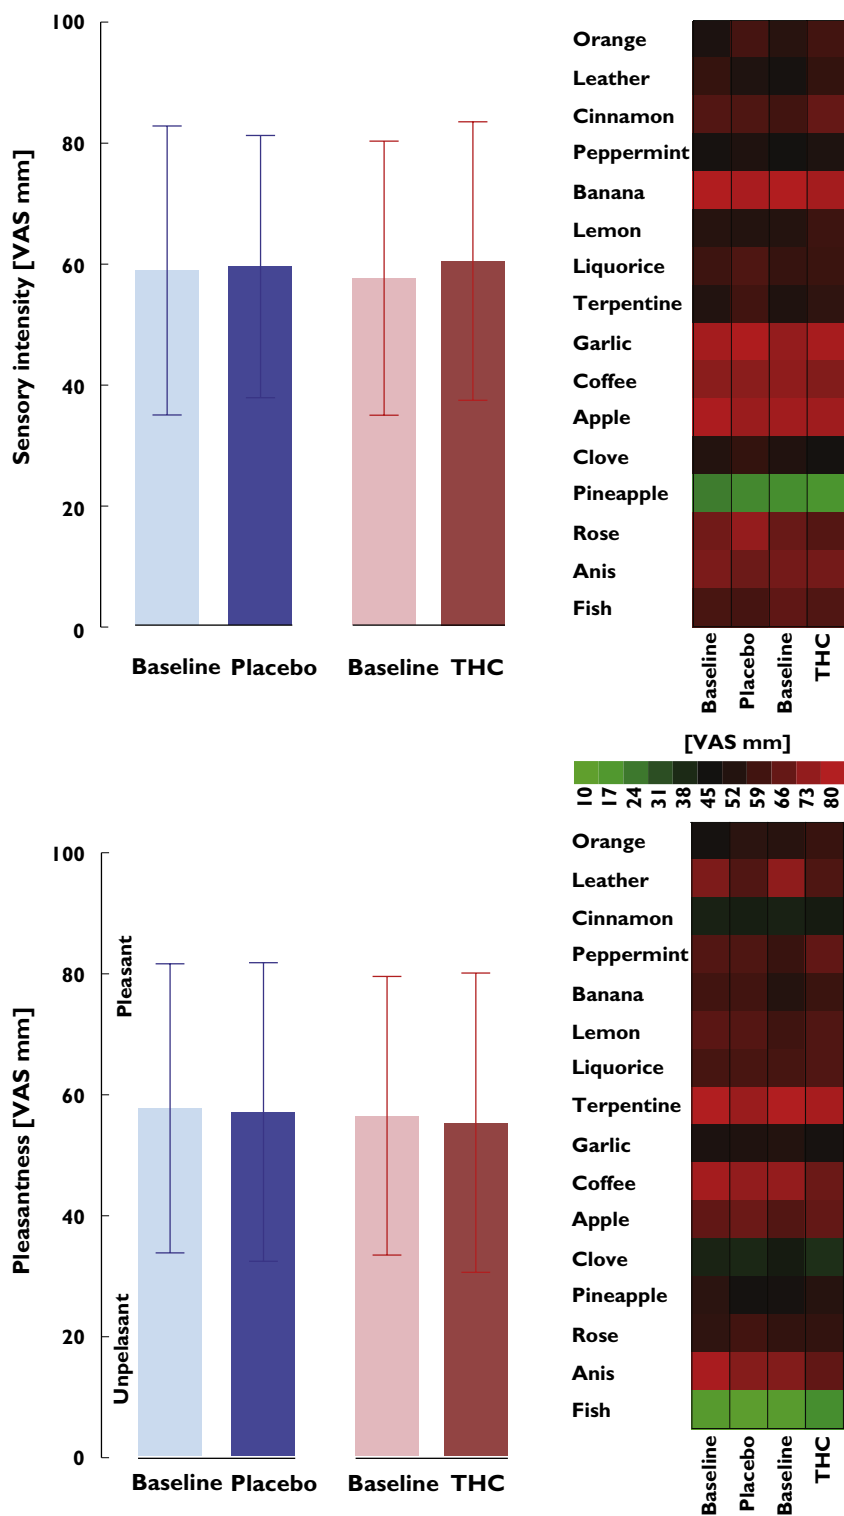 Sensory intensity [VAS mm]
100
80
60
40
20
0
Baseline Placebo Baseline THC
Orange
Leather
Cinnamon
Peppermint
Banana
Lemon
Liquorice
Terpentine
Garlic
Coffee
Apple
Clove
Pineapple
Rose
Anis
Fish
Baseline
Placebo
Baseline
THC
[VAS mm]
10 17 24 31 38 45 52 59 66 73 80
Pleasantness [VAS mm]
100
80
60
40
20
0
Pleasant
Unpelasant
Baseline Placebo Baseline THC
Orange
Leather
Cinnamon
Peppermint
Banana
Lemon
Liquorice
Terpentine
Garlic
Coffee
Apple
Clove
Pineapple
Rose
Anis
Fish
Baseline
Placebo
Baseline
THC